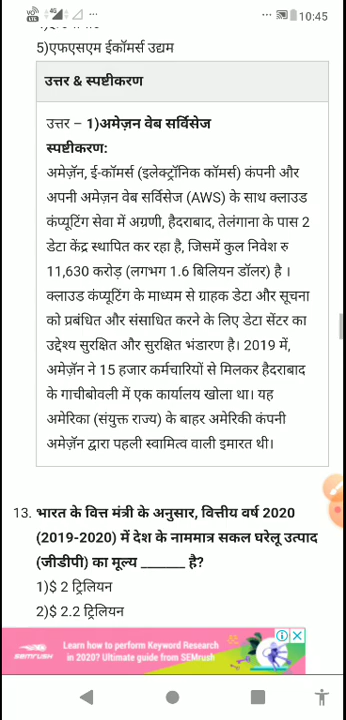 10:45
5)एफएसएम ईकॉमर्स उद्यम
उत्तर & स्पष्टीकरण
उत्तर – 1)अमेज़न वेब सर्विसेज
स्पष्टीकरण:
अमेज़ॅन, ई-कॉमर्स (इलेक्ट्रॉनिक कॉमर्स) कंपनी और
अपनी अमेज़न वेब सर्विसेज (AWS) के साथ क्लाउड
कंप्यूटिंग सेवा में अग्रणी, हैदराबाद, तेलंगाना के पास 2
डेटा केंद्र स्थापित कर रहा है, जिसमें कुल निवेश रु
11,630 करोड़ (लगभग 1.6 बिलियन डॉलर) है ।
क्लाउड कंप्यूटिंग के माध्यम से ग्राहक डेटा और सूचना
को प्रबंधित और संसाधित करने के लिए डेटा सेंटर का
उद्देश्य सुरक्षित और सुरक्षित भंडारण है। 2019 में,
अमेज़ॅन ने 15 हजार कर्मचारियों से मिलकर हैदराबाद
के गाचीबोवली में एक कार्यालय खोला था। यह
अमेरिका (संयुक्त राज्य) के बाहर अमेरिकी कंपनी
अमेज़ॅन द्वारा पहली स्वामित्व वाली इमारत थी।
13. भारत के वित्त मंत्री के अनुसार, वित्तीय वर्ष 2020
(2019-2020) में देश के नाममात्र सकल घरेलू उत्पाद
(जीडीपी) का मूल्य ______ है?
1)$ 2 ट्रिलियन
2)$ 2.2 ट्रिलियन
Learn how to perform Keyword Research
in 2020? Ultimate guide from SEMrush
SEMRUSH